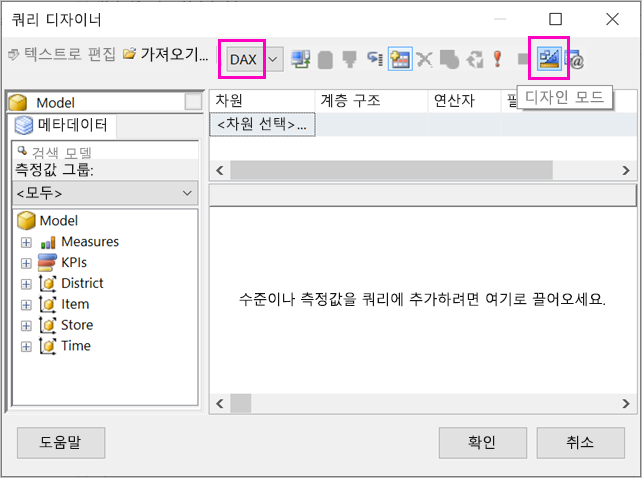 쿼리 디자이너
텍스트로 편집 가져오기... DAX
디자인 모드
Model
메타데이터
검색 모델
측정값 그룹:
<모두>
Model
Measures
KPIs
District
Item
Store
Time
차원 계층 구조 연산자
<차원 선택>...
수준이나 측정값을 쿼리에 추가하려면 여기로 끌어오세요.
도움말 확인 취소